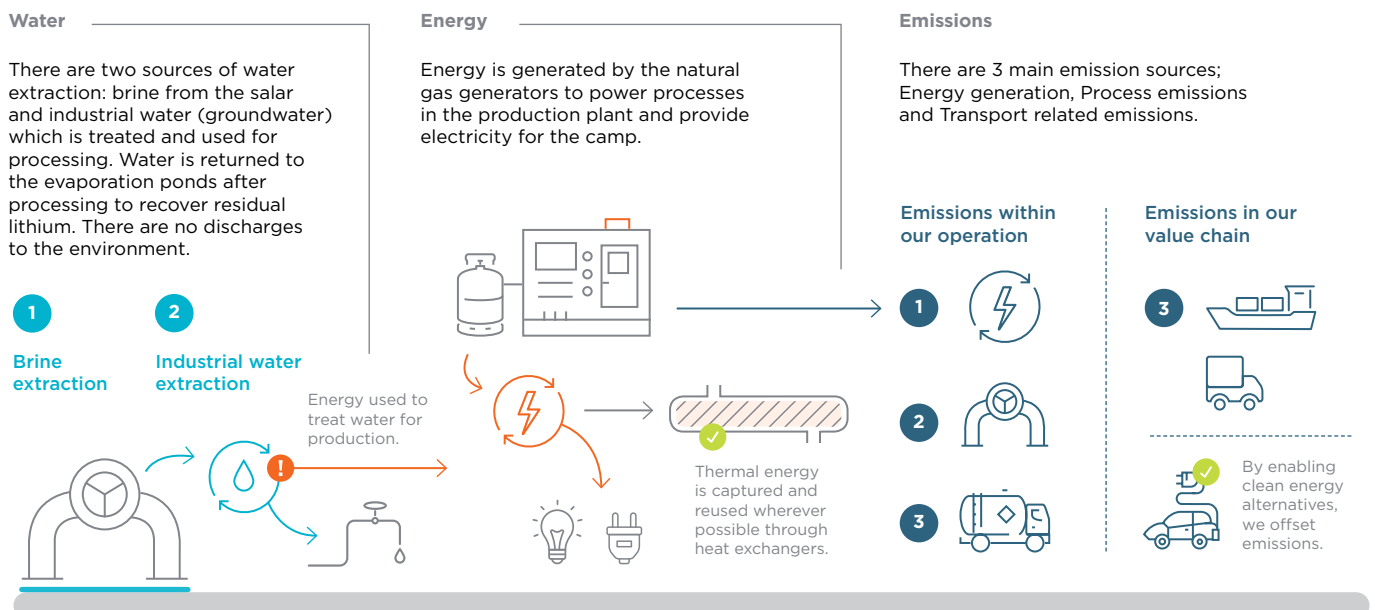 Water
There are two sources of water
extraction: brine from the salar
and industrial water (groundwater)
which is treated and used for
processing. Water is returned to
the evaporation ponds after
processing to recover residual
lithium. There are no discharges
to the environment.
1
Brine
extraction
2
Industrial water
extraction
Energy used to
treat water for
production.
!
Energy
Energy is generated by the natural
gas generators to power processes
in the production plant and provide
electricity for the camp.
Thermal energy
is captured and
reused wherever
possible through
heat exchangers.
Emissions
There are 3 main emission sources;
Energy generation, Process emissions
and Transport related emissions.
Emissions within
our operation
1
2
3
Emissions in our
value chain
3
By enabling
clean energy
alternatives,
we offset
emissions.